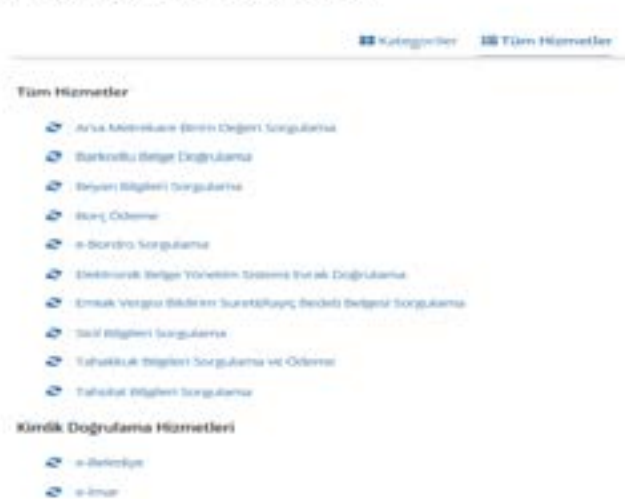 Kategoriler Tüm Hizmetler
Tüm Hizmetler
Arsa Metrekare Birim Değeri Sorgulama
Barkodlu Belge Doğrulama
Beyan Bilgileri Sorgulama
Borç Ödeme
e-Bordro Sorgulama
Elektronik Belge Yönetim Sistemi Evrak Doğrulama
Emlak Vergisi Bildirim Sureti/Rayiç Bedeli Belgesi Sorgulama
Sicil Bilgileri Sorgulama
Tahakkuk Bilgileri Sorgulama ve Ödeme
Tahsilat Bilgileri Sorgulama
Kimlik Doğrulama Hizmetleri
e-Belediye
e-İmar